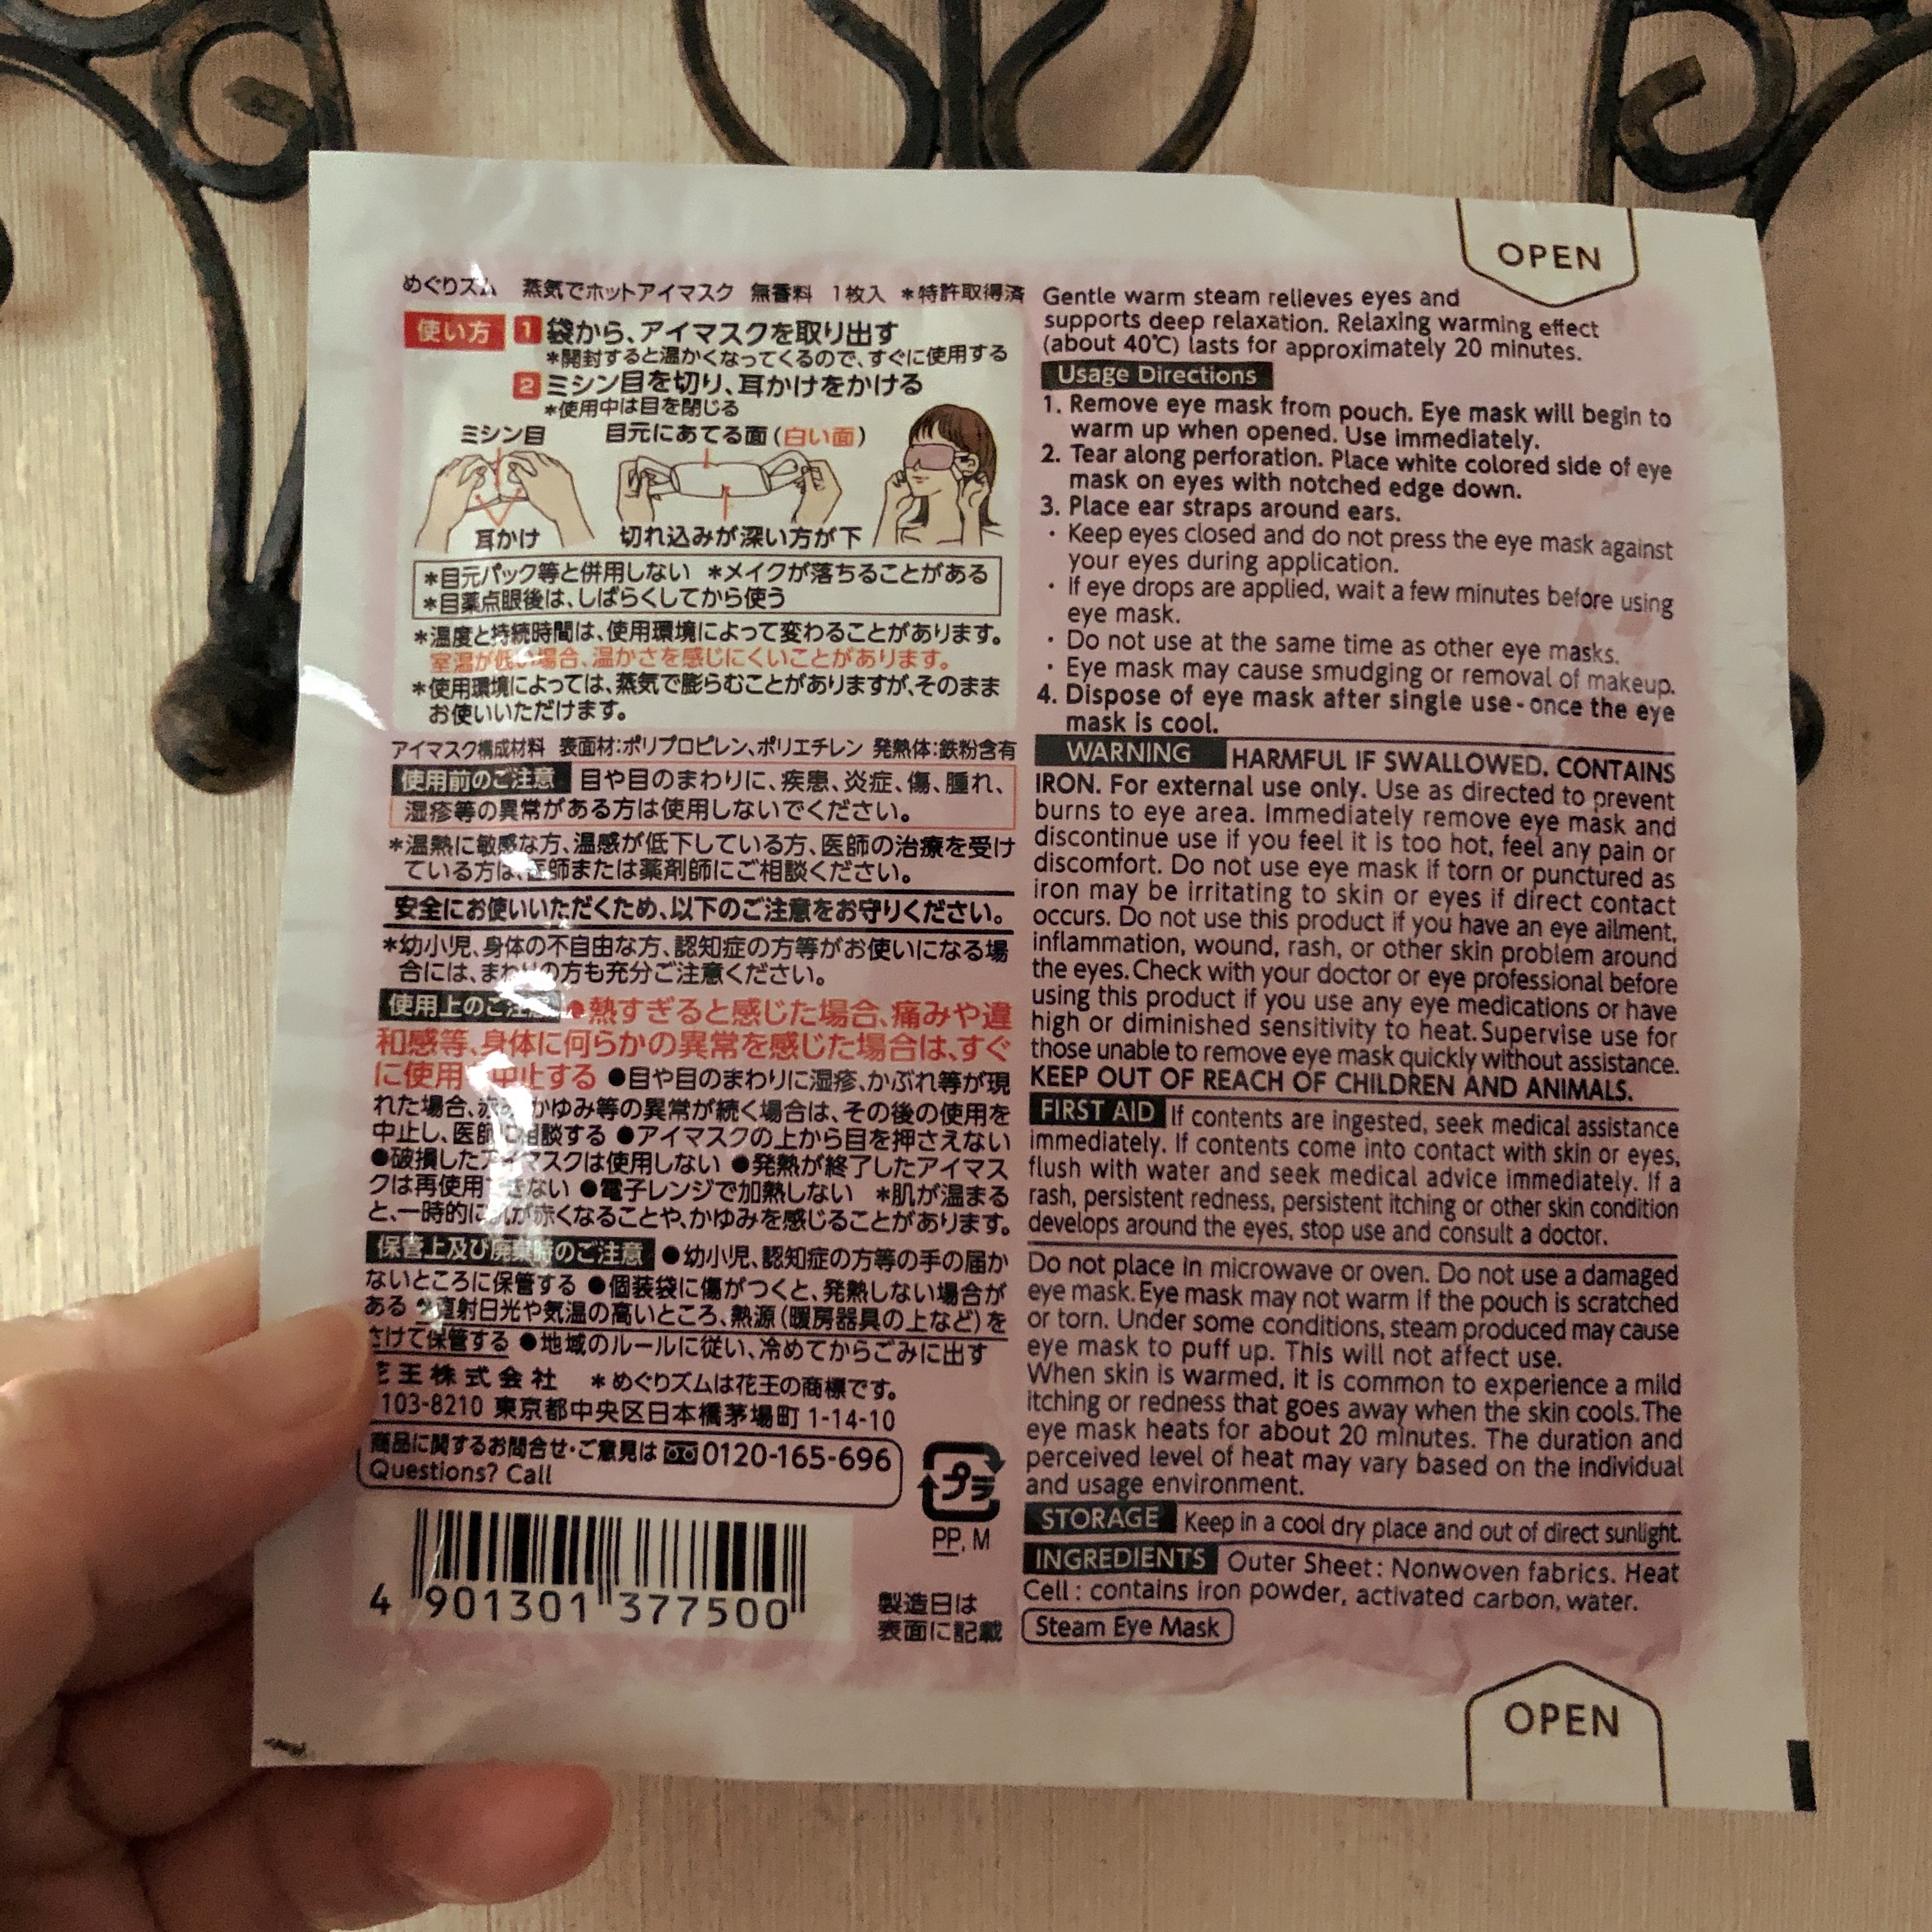 めぐりズム 蒸気でホットアイマスク 無香料 1枚入 *特許取得済
使い方 1 袋から、アイマスクを取り出す
*開封すると温かくなってくるので、すぐに使用する
2 ミシン目を切り、耳かけをかける
*使用中は目を閉じる
ミシン目 目元にあてる面(白い面)
耳かけ 切れ込みが深い方が下
*目元パック等と併用しない *メイクが落ちることがある
*目薬点眼後は、しばらくしてから使う
*温度と持続時間は、使用環境によって変わることがあります。
室温が低い場合、温かさを感じにくいことがあります。
*使用環境によっては、蒸気で膨らむことがありますが、そのまま
お使いいただけます。
アイマスク構成材料 表面材:ポリプロピレン、ポリエチレン 発熱体:鉄粉含有
使用前のご注意 目や目のまわりに、疾患、炎症、傷、腫れ、
湿疹等の異常がある方は使用しないでください。
*温熱に敏感な方、温感が低下している方、医師の治療を受け
ている方は、医師または薬剤師にご相談ください。
安全にお使いいただくため、以下のご注意をお守りください。
*幼小児、身体の不自由な方、認知症の方等がお使いになる場
合には、まわりの方も充分ご注意ください。
使用上のご注意 ●熱すぎると感じた場合、痛みや違
和感等、身体に何らかの異常を感じた場合は、すぐ
に使用を中止する ●目や目のまわりに湿疹、かぶれ等が現
れた場合、赤み、かゆみ等の異常が続く場合は、その後の使用を
中止し、医師に相談する ●アイマスクの上から目を押さえない
●破損したアイマスクは使用しない ●発熱が終了したアイマス
クは再使用できない ●電子レンジで加熱しない *肌が温まる
と、一時的に肌が赤くなることや、かゆみを感じることがあります。
保管上及び廃棄時のご注意 ●幼小児、認知症の方等の手の届か
ないところに保管する ●個装袋に傷がつくと、発熱しない場合が
ある 直射日光や気温の高いところ、熱源(暖房器具の上など)を
さけて保管する ●地域のルールに従い、冷めてからごみに出す
花王株式会社 *めぐりズムは花王の商標です。
103-8210 東京都中央区日本橋茅場町 1-14-10
商品に関するお問合せ・ご意見は 0120-165-696
Questions? Call
プラ
PP, M
4 901301 377500
製造日は
表面に記載
OPEN
Gentle warm steam relieves eyes and
supports deep relaxation. Relaxing warming effect
(about 40℃) lasts for approximately 20 minutes.
Usage Directions
1. Remove eye mask from pouch. Eye mask will begin to
warm up when opened. Use immediately.
2. Tear along perforation. Place white colored side of eye
mask on eyes with notched edge down.
3. Place ear straps around ears.
· Keep eyes closed and do not press the eye mask against
your eyes during application.
· If eye drops are applied, wait a few minutes before using
eye mask.
· Do not use at the same time as other eye masks.
· Eye mask may cause smudging or removal of makeup.
4. Dispose of eye mask after single use - once the eye
mask is cool.
WARNING HARMFUL IF SWALLOWED. CONTAINS
IRON. For external use only. Use as directed to prevent
burns to eye area. Immediately remove eye mask and
discontinue use if you feel it is too hot, feel any pain or
discomfort. Do not use eye mask if torn or punctured as
iron may be irritating to skin or eyes if direct contact
occurs. Do not use this product if you have an eye ailment,
inflammation, wound, rash, or other skin problem around
the eyes. Check with your doctor or eye professional before
using this product if you use any eye medications or have
high or diminished sensitivity to heat. Supervise use for
those unable to remove eye mask quickly without assistance.
KEEP OUT OF REACH OF CHILDREN AND ANIMALS.
FIRST AID If contents are ingested, seek medical assistance
immediately. If contents come into contact with skin or eyes,
flush with water and seek medical advice immediately. If a
rash, persistent redness, persistent itching or other skin condition
develops around the eyes, stop use and consult a doctor.
Do not place in microwave or oven. Do not use a damaged
eye mask. Eye mask may not warm if the pouch is scratched
or torn. Under some conditions, steam produced may cause
eye mask to puff up. This will not affect use.
When skin is warmed, it is common to experience a mild
itching or redness that goes away when the skin cools. The
eye mask heats for about 20 minutes. The duration and
perceived level of heat may vary based on the individual
and usage environment.
STORAGE Keep in a cool dry place and out of direct sunlight.
INGREDIENTS Outer Sheet : Nonwoven fabrics. Heat
Cell : contains iron powder, activated carbon, water.
Steam Eye Mask
OPEN